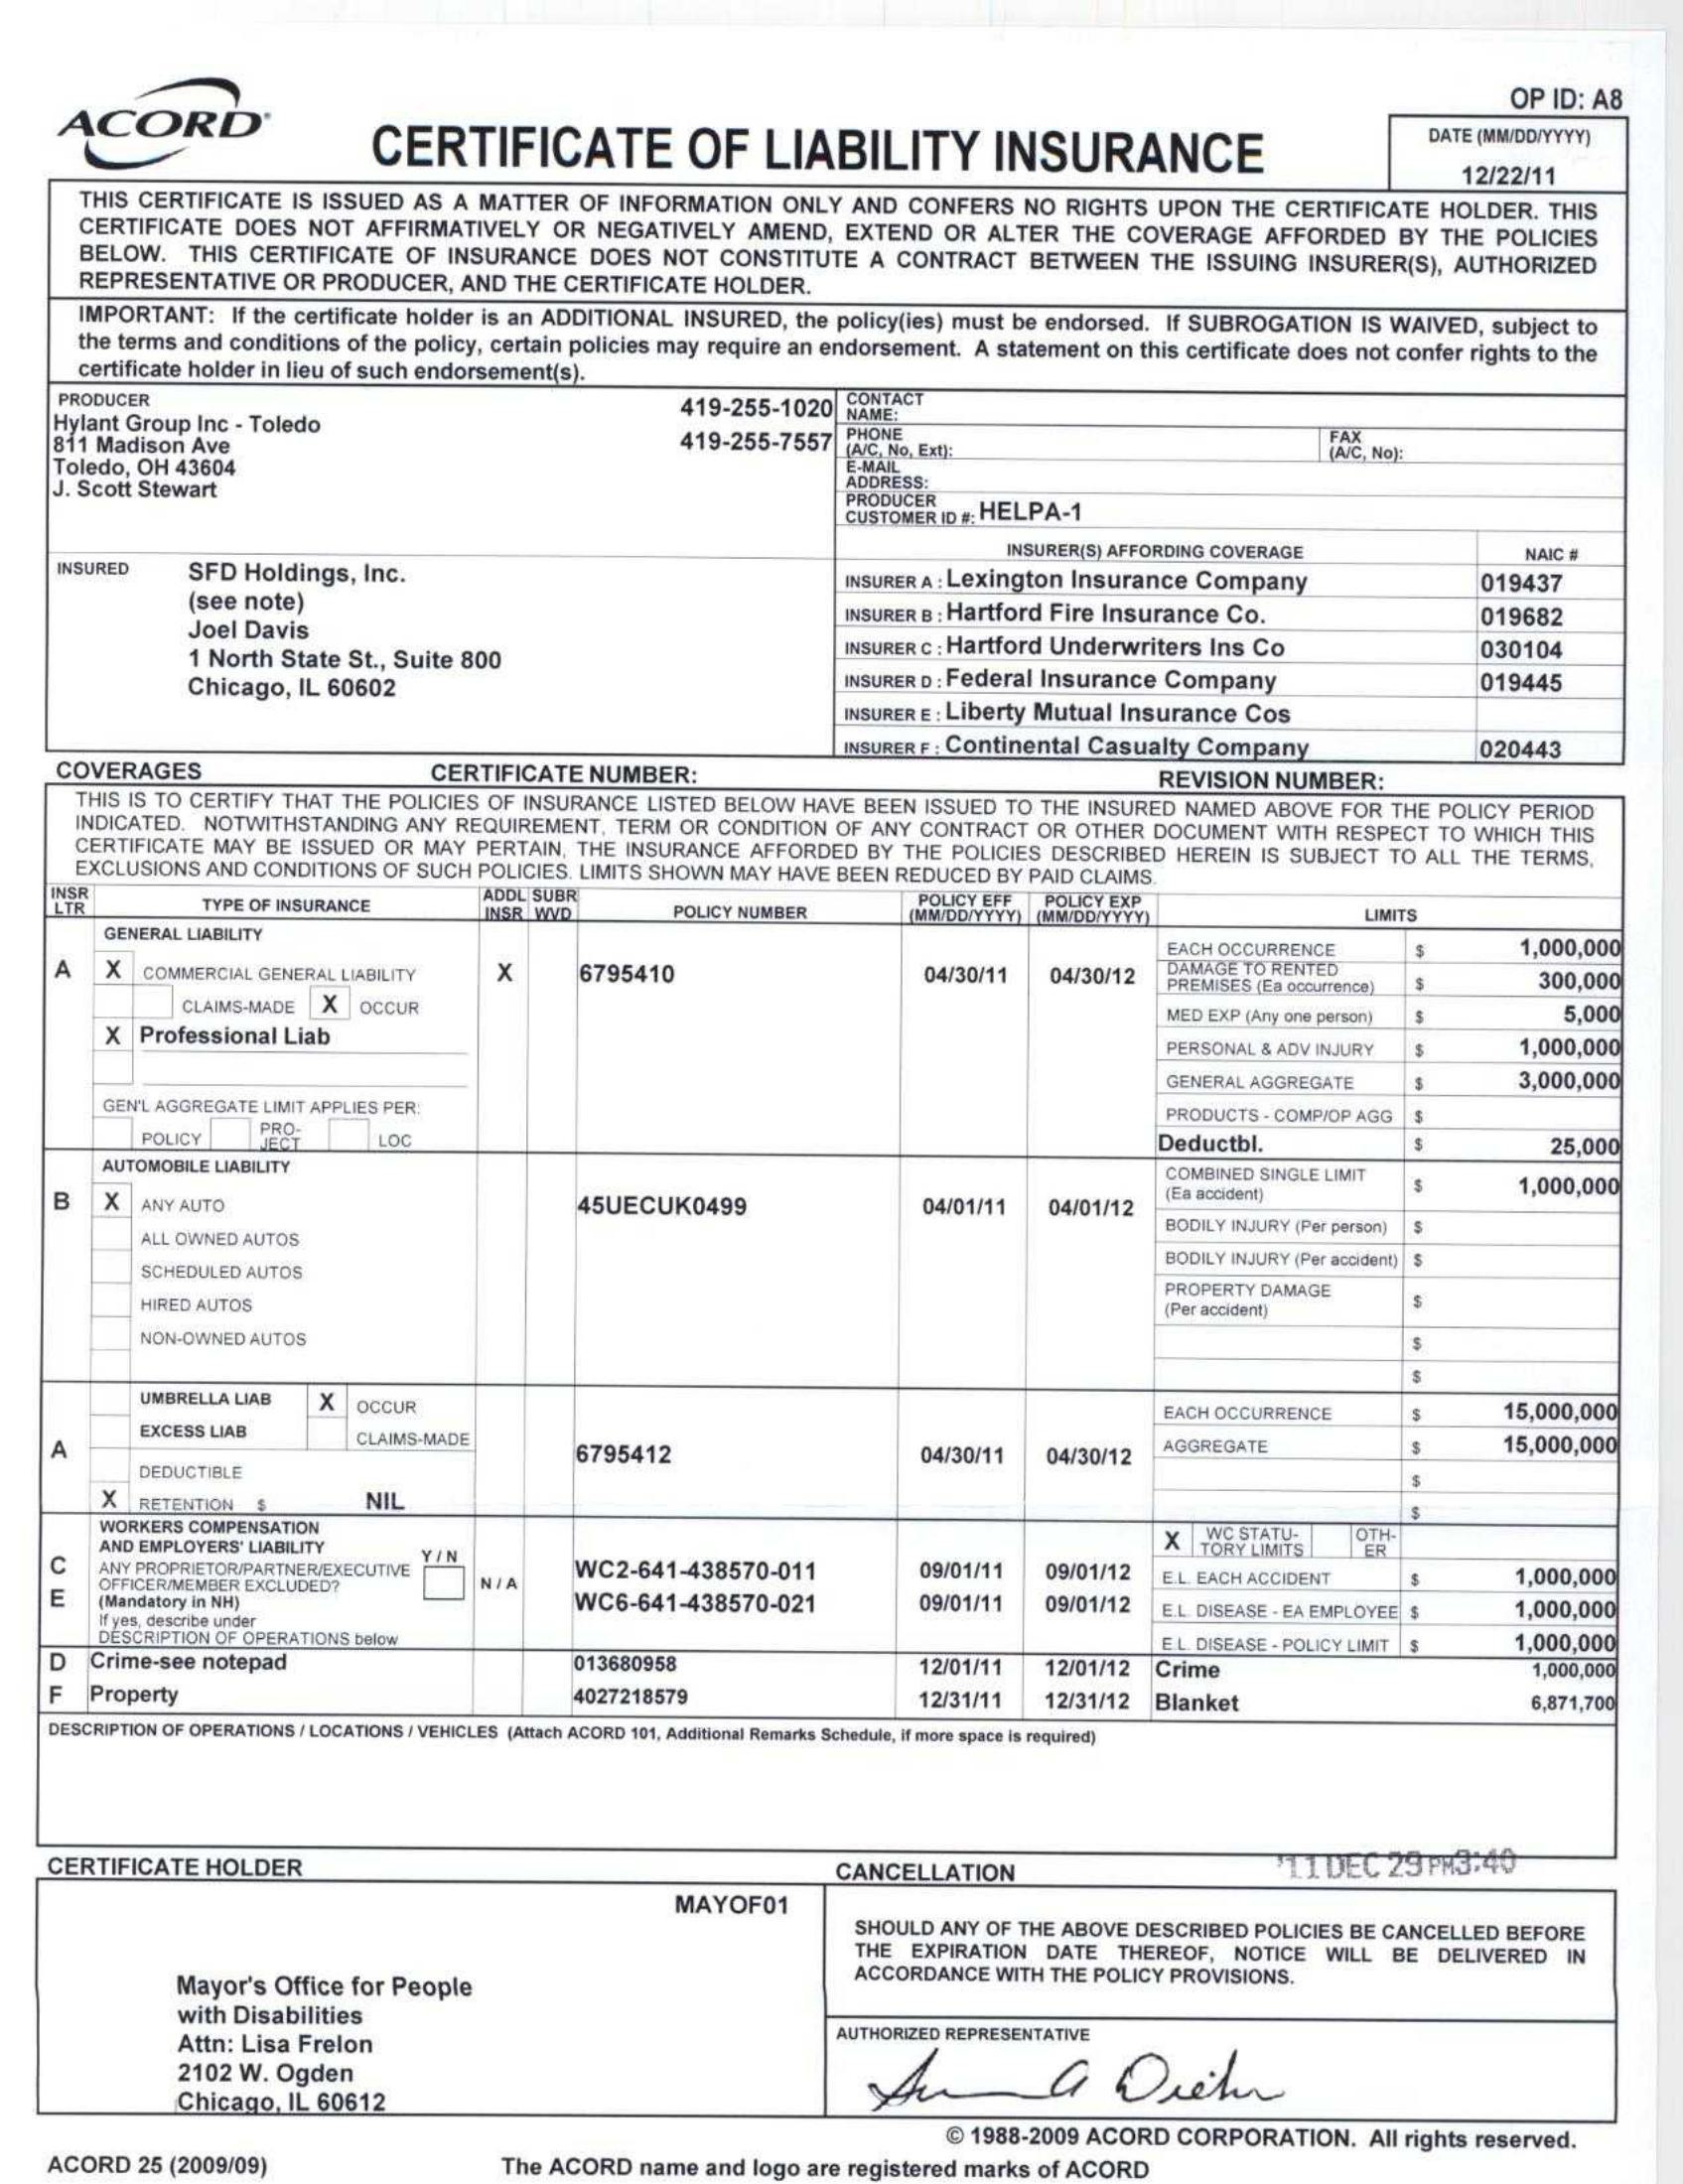 ACORD®
OP ID: A8
CERTIFICATE OF LIABILITY INSURANCE
DATE (MM/DD/YYYY)
12/22/11
THIS CERTIFICATE IS ISSUED AS A MATTER OF INFORMATION ONLY AND CONFERS NO RIGHTS UPON THE CERTIFICATE HOLDER. THIS
CERTIFICATE DOES NOT AFFIRMATIVELY OR NEGATIVELY AMEND, EXTEND OR ALTER THE COVERAGE AFFORDED BY THE POLICIES
BELOW. THIS CERTIFICATE OF INSURANCE DOES NOT CONSTITUTE A CONTRACT BETWEEN THE ISSUING INSURER(S), AUTHORIZED
REPRESENTATIVE OR PRODUCER, AND THE CERTIFICATE HOLDER.
IMPORTANT: If the certificate holder is an ADDITIONAL INSURED, the policy(ies) must be endorsed. If SUBROGATION IS WAIVED, subject to
the terms and conditions of the policy, certain policies may require an endorsement. A statement on this certificate does not confer rights to the
certificate holder in lieu of such endorsement(s).
PRODUCER
Hylant Group Inc - Toledo
811 Madison Ave
Toledo, OH 43604
J. Scott Stewart
419-255-1020
419-255-7557
CONTACT
NAME:
PHONE
(A/C, No, Ext):
FAX
(A/C, No):
E-MAIL
ADDRESS:
PRODUCER
CUSTOMER ID #: HELPA-1
INSURER(S) AFFORDING COVERAGE NAIC #
INSURED
SFD Holdings, Inc.
(see note)
Joel Davis
1 North State St., Suite 800
Chicago, IL 60602
INSURER A : Lexington Insurance Company 019437
INSURER B : Hartford Fire Insurance Co. 019682
INSURER C : Hartford Underwriters Ins Co 030104
INSURER D : Federal Insurance Company 019445
INSURER E : Liberty Mutual Insurance Cos
INSURER F : Continental Casualty Company 020443
COVERAGES CERTIFICATE NUMBER: REVISION NUMBER:
THIS IS TO CERTIFY THAT THE POLICIES OF INSURANCE LISTED BELOW HAVE BEEN ISSUED TO THE INSURED NAMED ABOVE FOR THE POLICY PERIOD
INDICATED. NOTWITHSTANDING ANY REQUIREMENT, TERM OR CONDITION OF ANY CONTRACT OR OTHER DOCUMENT WITH RESPECT TO WHICH THIS
CERTIFICATE MAY BE ISSUED OR MAY PERTAIN, THE INSURANCE AFFORDED BY THE POLICIES DESCRIBED HEREIN IS SUBJECT TO ALL THE TERMS,
EXCLUSIONS AND CONDITIONS OF SUCH POLICIES. LIMITS SHOWN MAY HAVE BEEN REDUCED BY PAID CLAIMS.
INSR
LTR
TYPE OF INSURANCE
ADDL SUBR
INSR WVD
POLICY NUMBER
POLICY EFF
(MM/DD/YYYY)
POLICY EXP
(MM/DD/YYYY)
LIMITS
GENERAL LIABILITY
A X COMMERCIAL GENERAL LIABILITY X 6795410 04/30/11 04/30/12
CLAIMS-MADE X OCCUR
X Professional Liab
GEN'L AGGREGATE LIMIT APPLIES PER:
POLICY PRO-
JECT LOC
EACH OCCURRENCE $ 1,000,000
DAMAGE TO RENTED
PREMISES (Ea occurrence) $ 300,000
MED EXP (Any one person) $ 5,000
PERSONAL & ADV INJURY $ 1,000,000
GENERAL AGGREGATE $ 3,000,000
PRODUCTS - COMP/OP AGG $
Deductbl. $ 25,000
AUTOMOBILE LIABILITY
B X ANY AUTO 45UECUK0499 04/01/11 04/01/12
ALL OWNED AUTOS
SCHEDULED AUTOS
HIRED AUTOS
NON-OWNED AUTOS
COMBINED SINGLE LIMIT
(Ea accident) $ 1,000,000
BODILY INJURY (Per person) $
BODILY INJURY (Per accident) $
PROPERTY DAMAGE
(Per accident) $
$
$
UMBRELLA LIAB X OCCUR
EXCESS LIAB CLAIMS-MADE
A 6795412 04/30/11 04/30/12
DEDUCTIBLE
X RETENTION $ NIL
EACH OCCURRENCE $ 15,000,000
AGGREGATE $ 15,000,000
$
$
WORKERS COMPENSATION
AND EMPLOYERS' LIABILITY
Y / N
ANY PROPRIETOR/PARTNER/EXECUTIVE
OFFICER/MEMBER EXCLUDED?
(Mandatory in NH)
If yes, describe under
DESCRIPTION OF OPERATIONS below
N / A
C WC2-641-438570-011 09/01/11 09/01/12
E WC6-641-438570-021 09/01/11 09/01/12
X WC STATU-
TORY LIMITS
OTH-
ER
E.L. EACH ACCIDENT $ 1,000,000
E.L. DISEASE - EA EMPLOYEE $ 1,000,000
E.L. DISEASE - POLICY LIMIT $ 1,000,000
D Crime-see notepad 013680958 12/01/11 12/01/12 Crime 1,000,000
F Property 4027218579 12/31/11 12/31/12 Blanket 6,871,700
DESCRIPTION OF OPERATIONS / LOCATIONS / VEHICLES (Attach ACORD 101, Additional Remarks Schedule, if more space is required)
CERTIFICATE HOLDER
CANCELLATION
'11 DEC 29 PM3:40
MAYOF01
Mayor's Office for People
with Disabilities
Attn: Lisa Frelon
2102 W. Ogden
Chicago, IL 60612
SHOULD ANY OF THE ABOVE DESCRIBED POLICIES BE CANCELLED BEFORE
THE EXPIRATION DATE THEREOF, NOTICE WILL BE DELIVERED IN
ACCORDANCE WITH THE POLICY PROVISIONS.
AUTHORIZED REPRESENTATIVE
© 1988-2009 ACORD CORPORATION. All rights reserved.
ACORD 25 (2009/09)
The ACORD name and logo are registered marks of ACORD